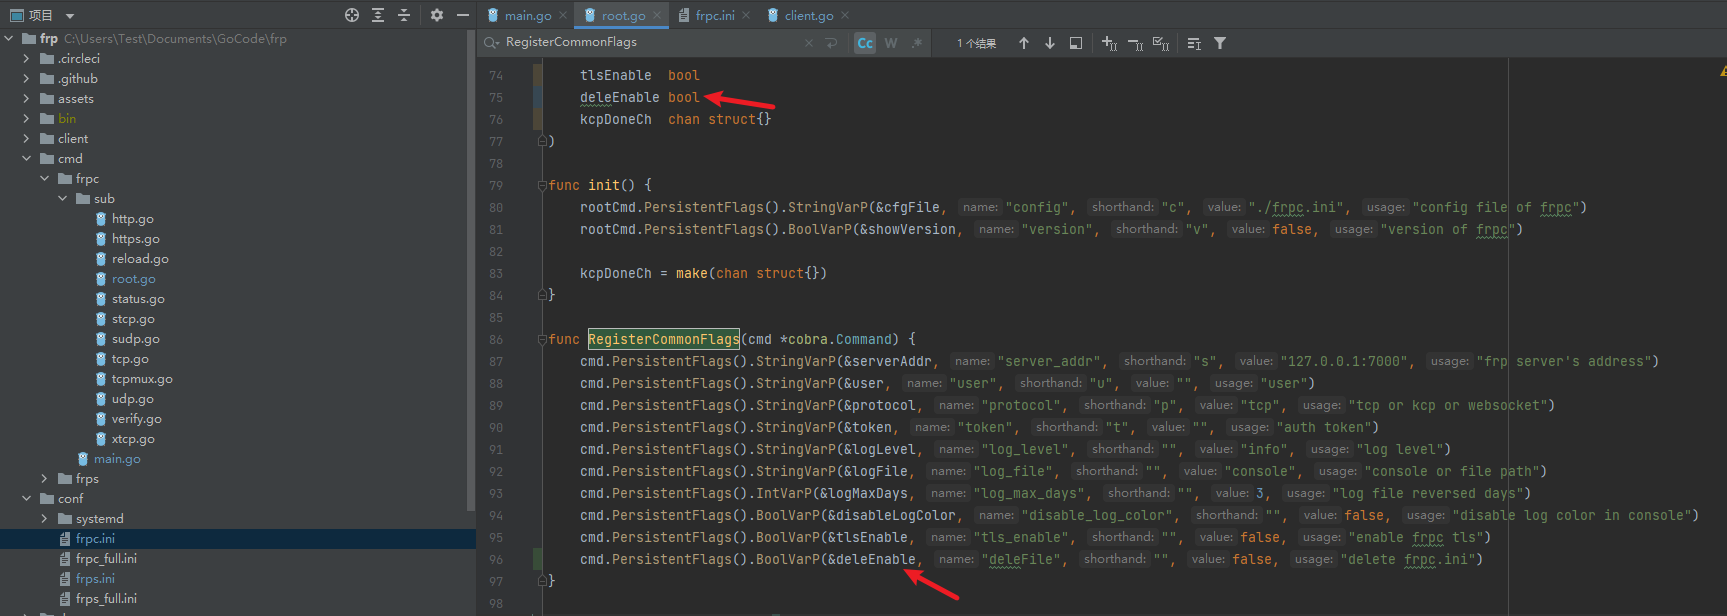 项目
main.go
root.go
frpc.ini
client.go
RegisterCommonFlags
Cc
W
.*
1 个结果
frp C:\Users\Test\Documents\GoCode\frp
.circleci
.github
assets
bin
client
cmd
frpc
sub
http.go
https.go
reload.go
root.go
status.go
stcp.go
sudp.go
tcp.go
tcpmux.go
udp.go
verify.go
xtcp.go
main.go
frps
conf
systemd
frpc.ini
frpc_full.ini
frps.ini
frps_full.ini
74 tlsEnable bool
75 deleEnable bool
76 kcpDoneCh chan struct{}
77 )
78
79 func init() {
80 rootCmd.PersistentFlags().StringVarP(&cfgFile, name: "config", shorthand: "c", value: "./frpc.ini", usage: "config file of frpc")
81 rootCmd.PersistentFlags().BoolVarP(&showVersion, name: "version", shorthand: "v", value: false, usage: "version of frpc")
82
83 kcpDoneCh = make(chan struct{})
84 }
85
86 func RegisterCommonFlags(cmd *cobra.Command) {
87 cmd.PersistentFlags().StringVarP(&serverAddr, name: "server_addr", shorthand: "s", value: "127.0.0.1:7000", usage: "frp server's address")
88 cmd.PersistentFlags().StringVarP(&user, name: "user", shorthand: "u", value: "", usage: "user")
89 cmd.PersistentFlags().StringVarP(&protocol, name: "protocol", shorthand: "p", value: "tcp", usage: "tcp or kcp or websocket")
90 cmd.PersistentFlags().StringVarP(&token, name: "token", shorthand: "t", value: "", usage: "auth token")
91 cmd.PersistentFlags().StringVarP(&logLevel, name: "log_level", shorthand: "", value: "info", usage: "log level")
92 cmd.PersistentFlags().StringVarP(&logFile, name: "log_file", shorthand: "", value: "console", usage: "console or file path")
93 cmd.PersistentFlags().IntVarP(&logMaxDays, name: "log_max_days", shorthand: "", value: 3, usage: "log file reversed days")
94 cmd.PersistentFlags().BoolVarP(&disableLogColor, name: "disable_log_color", shorthand: "", value: false, usage: "disable log color in console")
95 cmd.PersistentFlags().BoolVarP(&tlsEnable, name: "tls_enable", shorthand: "", value: false, usage: "enable frpc tls")
96 cmd.PersistentFlags().BoolVarP(&deleEnable, name: "deleFile", shorthand: "", value: false, usage: "delete frpc.ini")
97 }
98